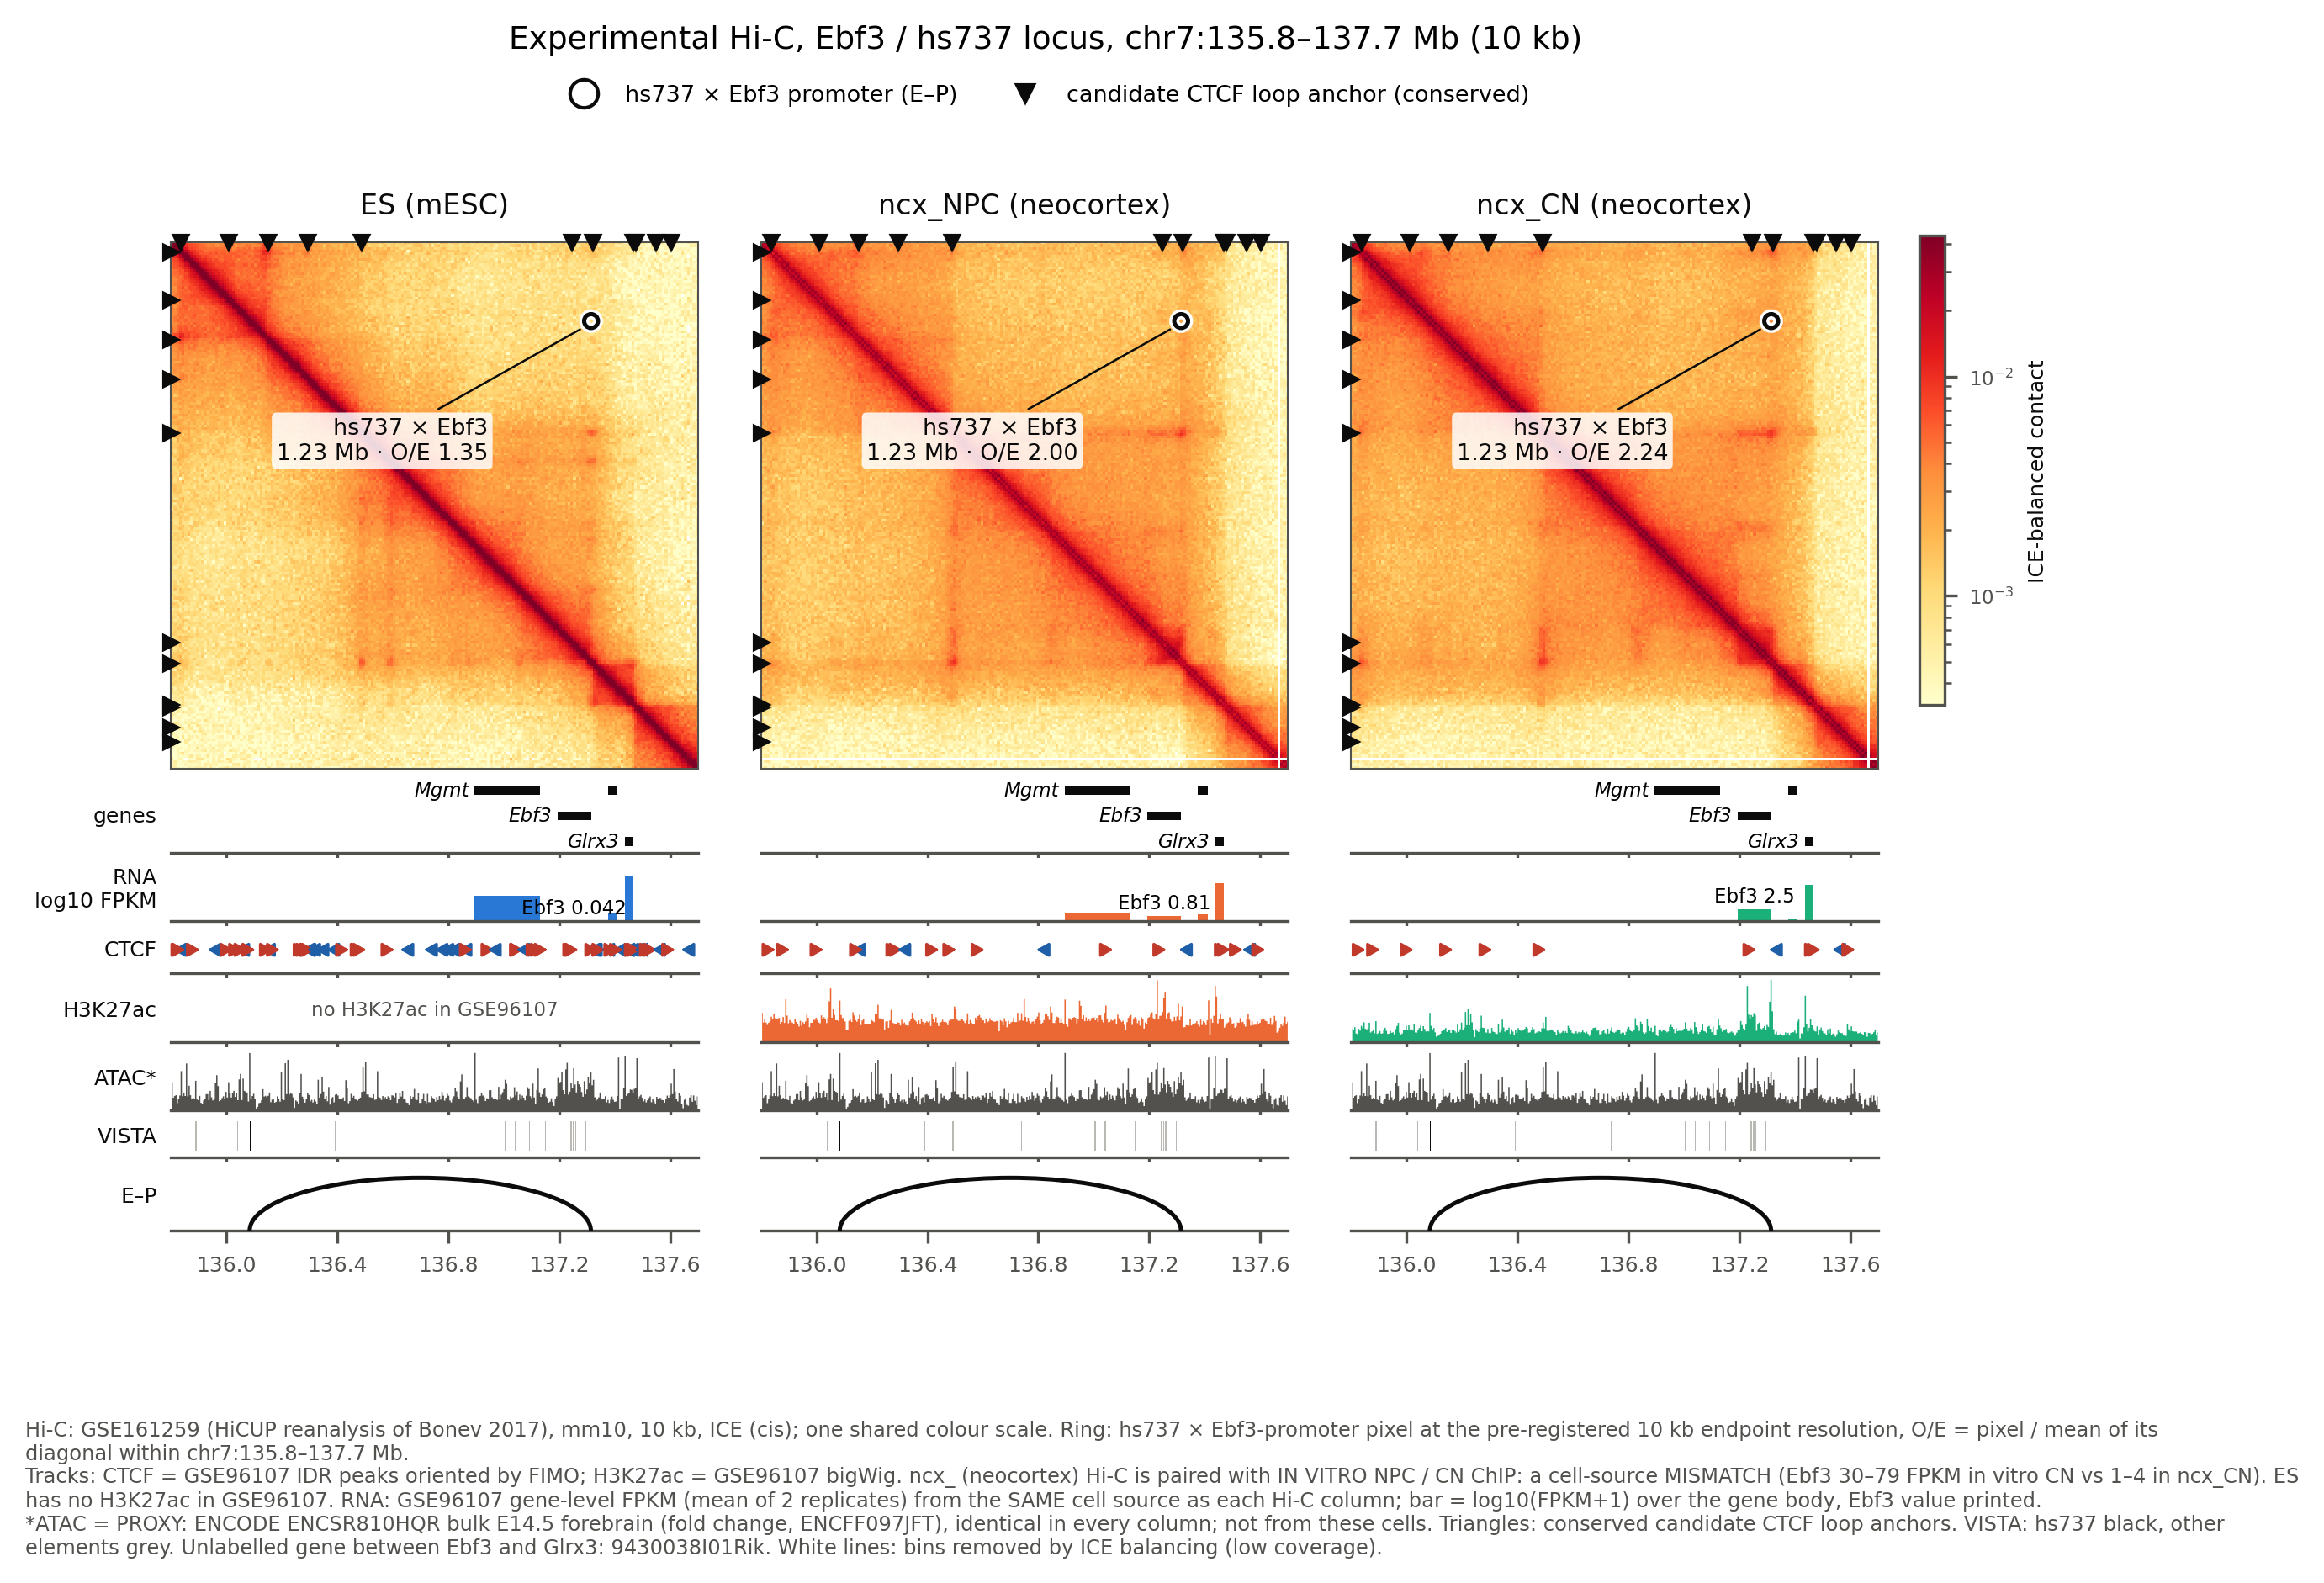 Experimental Hi-C, Ebf3 / hs737 locus, chr7:135.8–137.7 Mb (10 kb)
hs737 × Ebf3 promoter (E–P)
candidate CTCF loop anchor (conserved)
ES (mESC)
ncx_NPC (neocortex)
ncx_CN (neocortex)
hs737 × Ebf3
1.23 Mb · O/E 1.35
hs737 × Ebf3
1.23 Mb · O/E 2.00
hs737 × Ebf3
1.23 Mb · O/E 2.24
10⁻²
10⁻³
ICE-balanced contact
genes
Mgmt
Ebf3
Glrx3
Mgmt
Ebf3
Glrx3
Mgmt
Ebf3
Glrx3
RNA
log10 FPKM
Ebf3 0.042
Ebf3 0.81
Ebf3 2.5
CTCF
H3K27ac
no H3K27ac in GSE96107
ATAC*
VISTA
E–P
136.0 136.4 136.8 137.2 137.6
136.0 136.4 136.8 137.2 137.6
136.0 136.4 136.8 137.2 137.6
Hi-C: GSE161259 (HiCUP reanalysis of Bonev 2017), mm10, 10 kb, ICE (cis); one shared colour scale. Ring: hs737 × Ebf3-promoter pixel at the pre-registered 10 kb endpoint resolution, O/E = pixel / mean of its
diagonal within chr7:135.8–137.7 Mb.
Tracks: CTCF = GSE96107 IDR peaks oriented by FIMO; H3K27ac = GSE96107 bigWig. ncx_ (neocortex) Hi-C is paired with IN VITRO NPC / CN ChIP: a cell-source MISMATCH (Ebf3 30–79 FPKM in vitro CN vs 1–4 in ncx_CN). ES
has no H3K27ac in GSE96107. RNA: GSE96107 gene-level FPKM (mean of 2 replicates) from the SAME cell source as each Hi-C column; bar = log10(FPKM+1) over the gene body, Ebf3 value printed.
*ATAC = PROXY: ENCODE ENCSR810HQR bulk E14.5 forebrain (fold change, ENCFF097JFT), identical in every column; not from these cells. Triangles: conserved candidate CTCF loop anchors. VISTA: hs737 black, other
elements grey. Unlabelled gene between Ebf3 and Glrx3: 9430038I01Rik. White lines: bins removed by ICE balancing (low coverage).